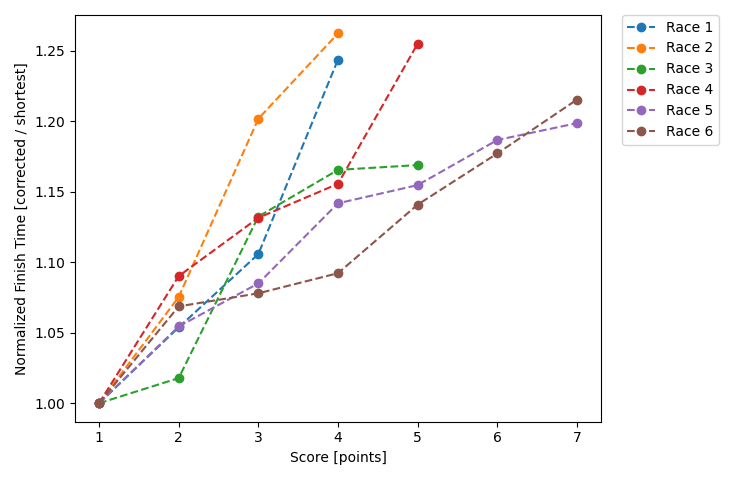 Normalized Finish Time [corrected / shortest]
1.25
1.20
1.15
1.10
1.05
1.00
1 2 3 4 5 6 7
Score [points]
Race 1
Race 2
Race 3
Race 4
Race 5
Race 6